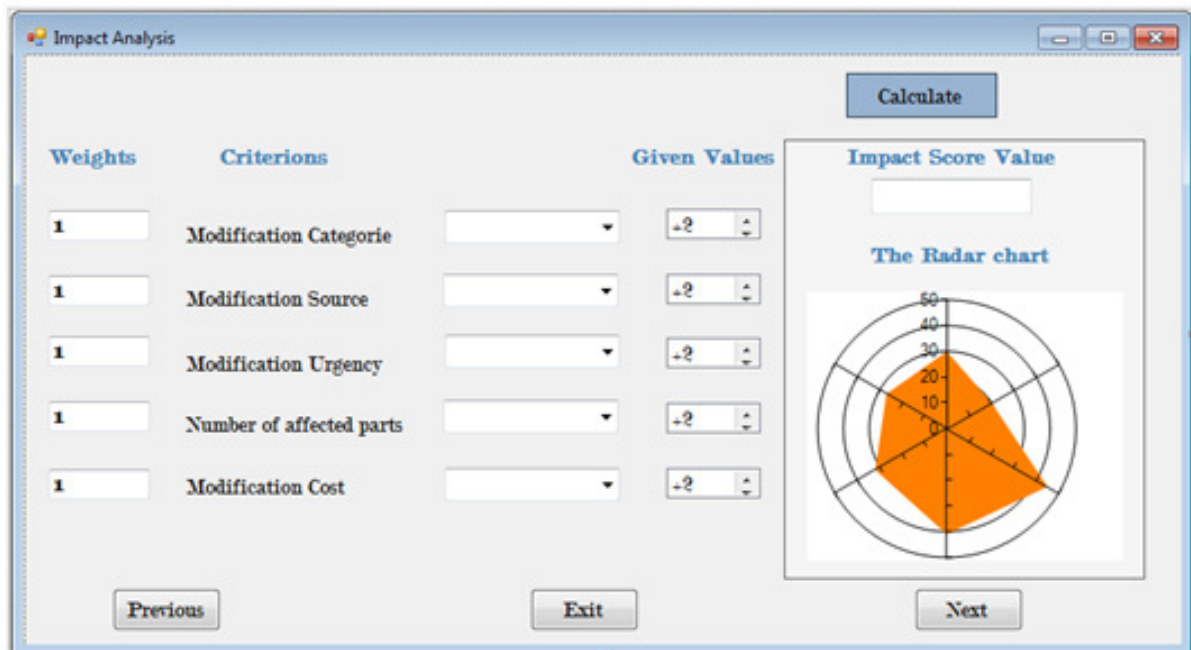 Impact Analysis
Calculate
Weights Criterions Given Values Impact Score Value
1 Modification Categorie +2
The Radar chart
1 Modification Source +2
1 Modification Urgency +2
1 Number of affected parts +2
1 Modification Cost +2
50
40
30
20
10
0
Previous Exit Next